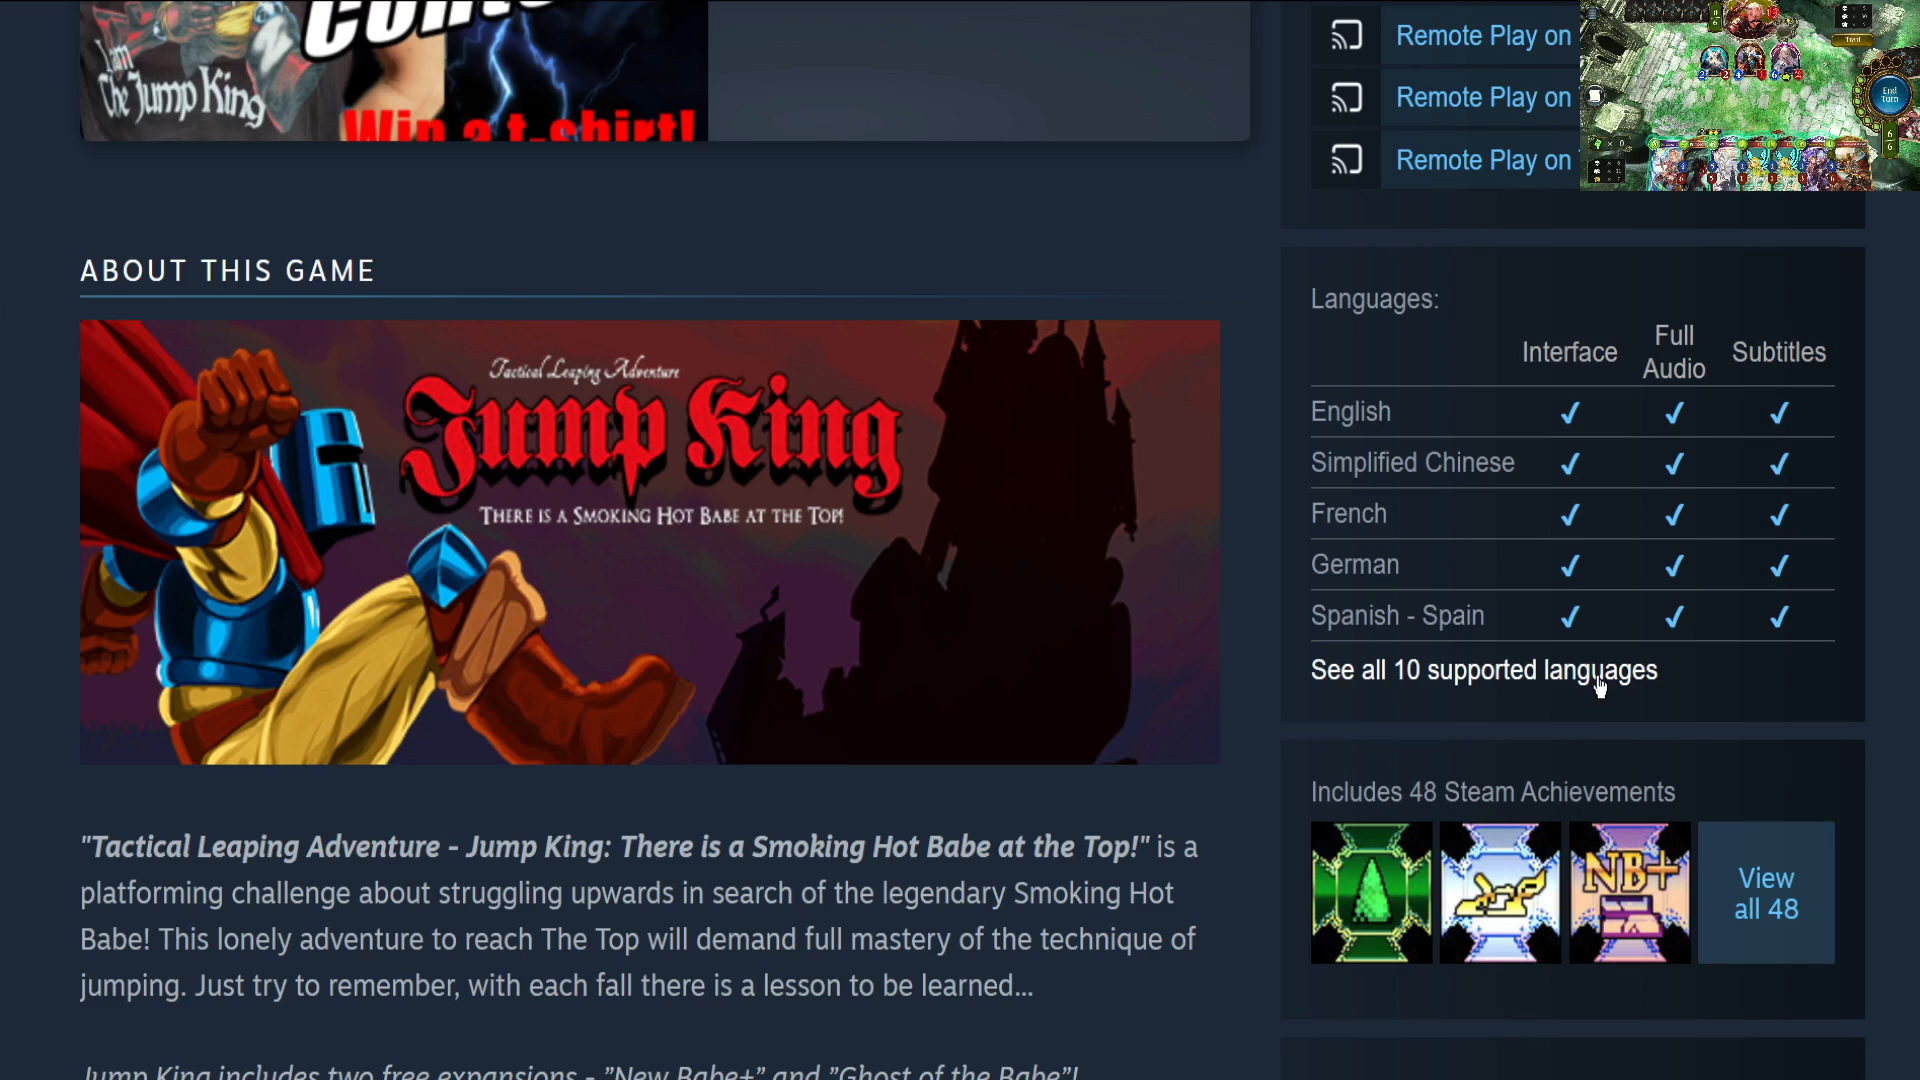 I am
The Jump King
Win a t-shirt!
Remote Play on
Remote Play on
Remote Play on
End
Turn
6
6
ABOUT THIS GAME
Tactical Leaping Adventure
Jump King
THERE IS A SMOKING HOT BABE AT THE TOP!
"Tactical Leaping Adventure - Jump King: There is a Smoking Hot Babe at the Top!" is a
platforming challenge about struggling upwards in search of the legendary Smoking Hot
Babe! This lonely adventure to reach The Top will demand full mastery of the technique of
jumping. Just try to remember, with each fall there is a lesson to be learned...
Jump King includes two free expansions - "New Babe+" and "Ghost of the Babe"!
Languages:
Interface Full Audio Subtitles
English ✓ ✓ ✓
Simplified Chinese ✓ ✓ ✓
French ✓ ✓ ✓
German ✓ ✓ ✓
Spanish - Spain ✓ ✓ ✓
See all 10 supported languages
Includes 48 Steam Achievements
NB+
View
all 48